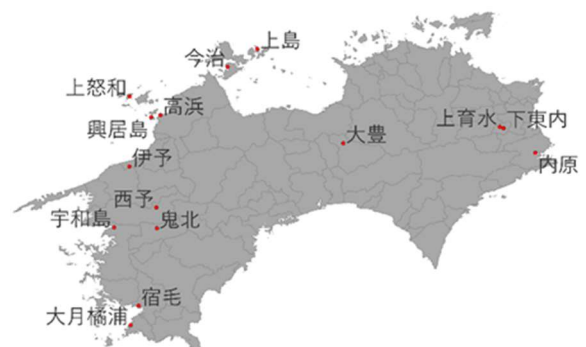 上島
今治
上怒和
高浜
興居島
大豊
上育水
下東内
伊予
内原
西予
宇和島
鬼北
宿毛
大月橘浦